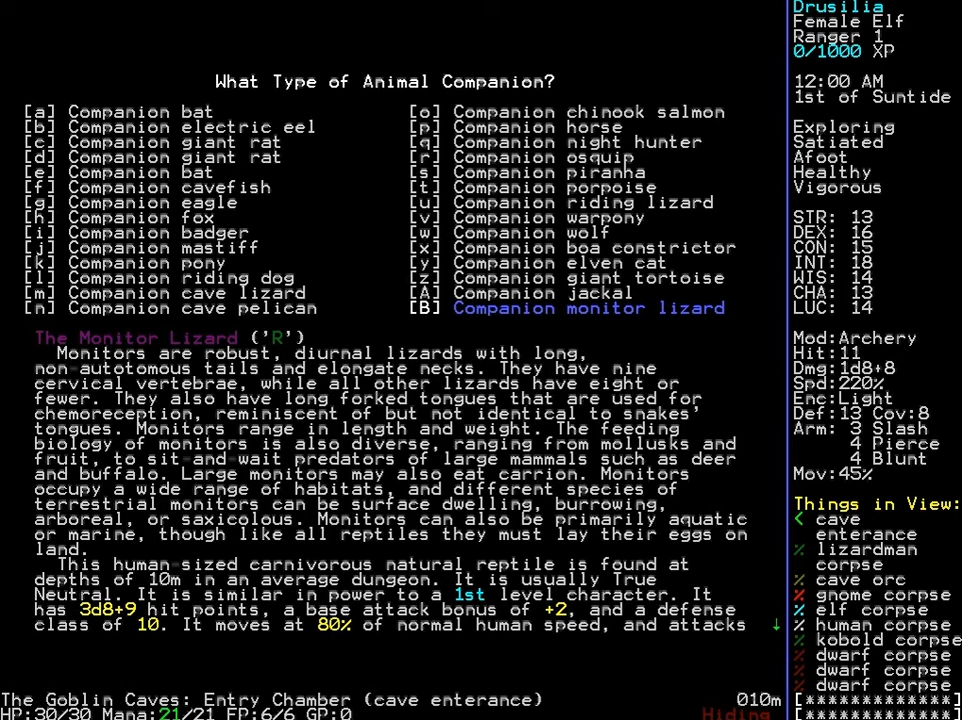 What Type of Animal Companion?
[a] Companion bat
[b] Companion electric eel
[c] Companion giant rat
[d] Companion giant rat
[e] Companion bat
[f] Companion cavefish
[g] Companion eagle
[h] Companion fox
[i] Companion badger
[j] Companion mastiff
[k] Companion pony
[l] Companion riding dog
[m] Companion cave lizard
[n] Companion cave pelican
[o] Companion chinook salmon
[p] Companion horse
[q] Companion night hunter
[r] Companion osquip
[s] Companion piranha
[t] Companion porpoise
[u] Companion riding lizard
[v] Companion warpony
[w] Companion wolf
[x] Companion boa constrictor
[y] Companion elven cat
[z] Companion giant tortoise
[A] Companion jackal
[B] Companion monitor lizard
The Monitor Lizard ('R')
Monitors are robust, diurnal lizards with long,
non-autotomous tails and elongate necks. They have nine
cervical vertebrae, while all other lizards have eight or
fewer. They also have long forked tongues that are used for
chemoreception, reminiscent of but not identical to snakes'
tongues. Monitors range in length and weight. The feeding
biology of monitors is also diverse, ranging from mollusks and
fruit, to sit-and-wait predators of large mammals such as deer
and buffalo. Large monitors may also eat carrion. Monitors
occupy a wide range of habitats, and different species of
terrestrial monitors can be surface dwelling, burrowing,
arboreal, or saxicolous. Monitors can also be primarily aquatic
or marine, though like all reptiles they must lay their eggs on
land.
This human-sized carnivorous natural reptile is found at
depths of 10m in an average dungeon. It is usually True
Neutral. It is similar in power to a 1st level character. It
has 3d8+9 hit points, a base attack bonus of +2, and a defense
class of 10. It moves at 80% of normal human speed, and attacks ↓
The Goblin Caves: Entry Chamber (cave enterance) 010m
HP:30/30 Mana:21/21 FP:6/6 GP:0 Hiding
Drusilia
Female Elf
Ranger 1
0/1000 XP
12:00 AM
1st of Suntide
Exploring
Satiated
Afoot
Healthy
Vigorous
STR: 13
DEX: 16
CON: 15
INT: 18
WIS: 14
CHA: 13
LUC: 14
Mod:Archery
Hit:11
Dmg:1d8+8
Spd:220%
Enc:Light
Def:13 Cov:8
Arm: 3 Slash
4 Pierce
4 Blunt
Mov:45%
Things in View:
< cave
enterance
% lizardman
corpse
% cave orc
% gnome corpse
% elf corpse
% human corpse
% kobold corpse
% dwarf corpse
% dwarf corpse
% dwarf corpse
[*************]
[*************]